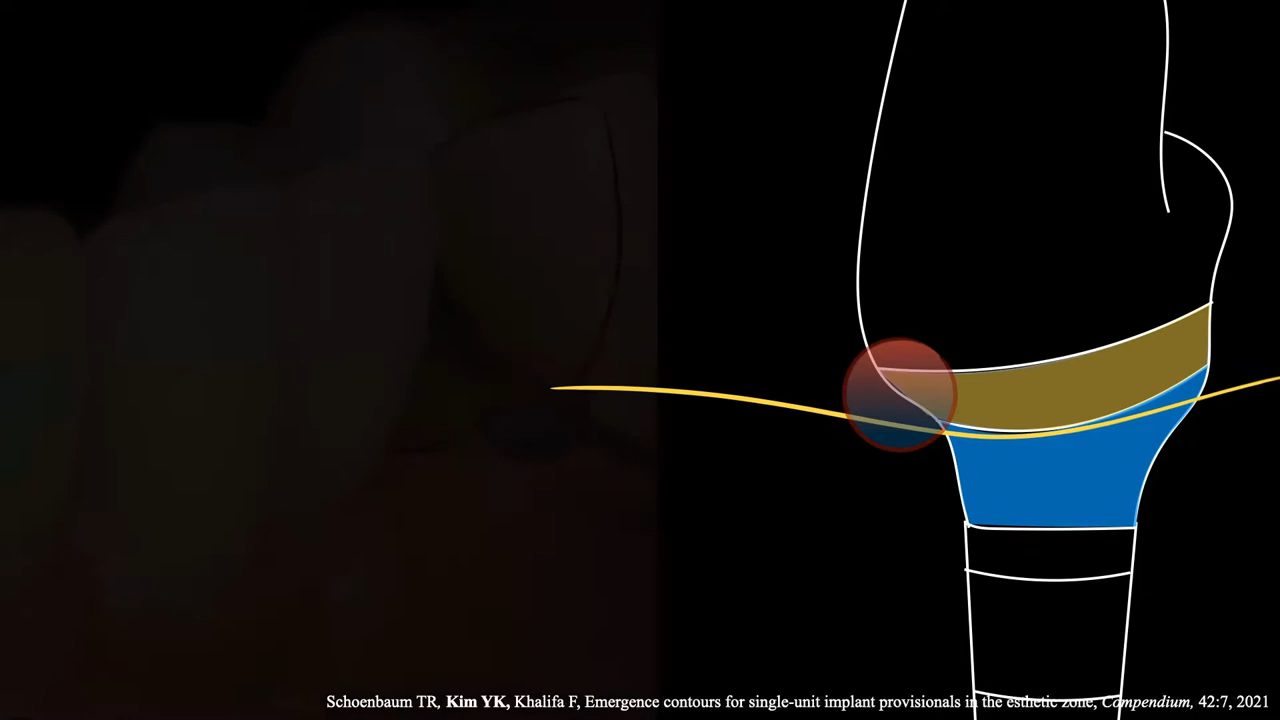 Schoenbaum TR, Kim YK, Khalifa F, Emergence contours for single-unit implant provisionals in the esthetic zone, Compendium, 42:7, 2021